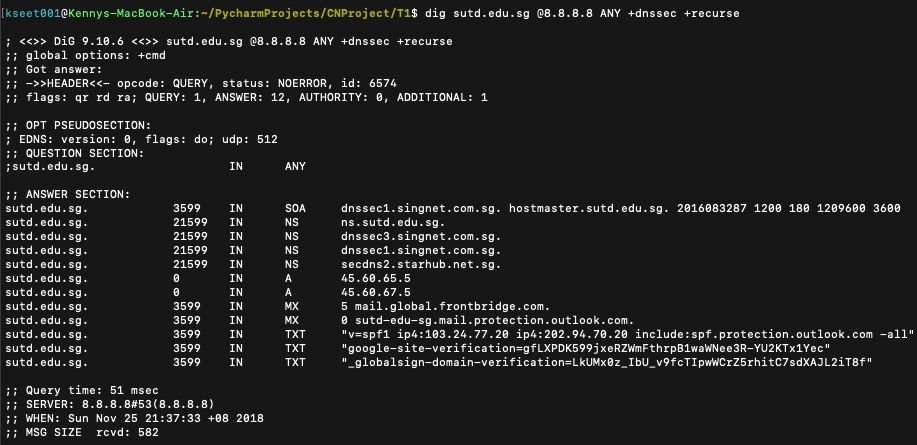 [kseet001@Kennys-MacBook-Air:~/PycharmProjects/CNProject/T1$ dig sutd.edu.sg @8.8.8.8 ANY +dnssec +recurse
; <<>> DiG 9.10.6 <<>> sutd.edu.sg @8.8.8.8 ANY +dnssec +recurse
;; global options: +cmd
;; Got answer:
;; ->>HEADER<<- opcode: QUERY, status: NOERROR, id: 6574
;; flags: qr rd ra; QUERY: 1, ANSWER: 12, AUTHORITY: 0, ADDITIONAL: 1
;; OPT PSEUDOSECTION:
; EDNS: version: 0, flags: do; udp: 512
;; QUESTION SECTION:
;sutd.edu.sg. IN ANY
;; ANSWER SECTION:
sutd.edu.sg. 3599 IN SOA dnssec1.singnet.com.sg. hostmaster.sutd.edu.sg. 2016083287 1200 180 1209600 3600
sutd.edu.sg. 21599 IN NS ns.sutd.edu.sg.
sutd.edu.sg. 21599 IN NS dnssec3.singnet.com.sg.
sutd.edu.sg. 21599 IN NS dnssec1.singnet.com.sg.
sutd.edu.sg. 21599 IN NS secdns2.starhub.net.sg.
sutd.edu.sg. 0 IN A 45.60.65.5
sutd.edu.sg. 0 IN A 45.60.67.5
sutd.edu.sg. 3599 IN MX 5 mail.global.frontbridge.com.
sutd.edu.sg. 3599 IN MX 0 sutd-edu-sg.mail.protection.outlook.com.
sutd.edu.sg. 3599 IN TXT "v=spf1 ip4:103.24.77.20 ip4:202.94.70.20 include:spf.protection.outlook.com -all"
sutd.edu.sg. 3599 IN TXT "google-site-verification=gfLXPDK599jxeRZWmFthrpB1waWNee3R-YU2KTx1Yec"
sutd.edu.sg. 3599 IN TXT "_globalsign-domain-verification=LkUMx0z_IbU_v9fcTIpwWCrZ5rhitC7sdXAJL2iT8f"
;; Query time: 51 msec
;; SERVER: 8.8.8.8#53(8.8.8.8)
;; WHEN: Sun Nov 25 21:37:33 +08 2018
;; MSG SIZE rcvd: 582